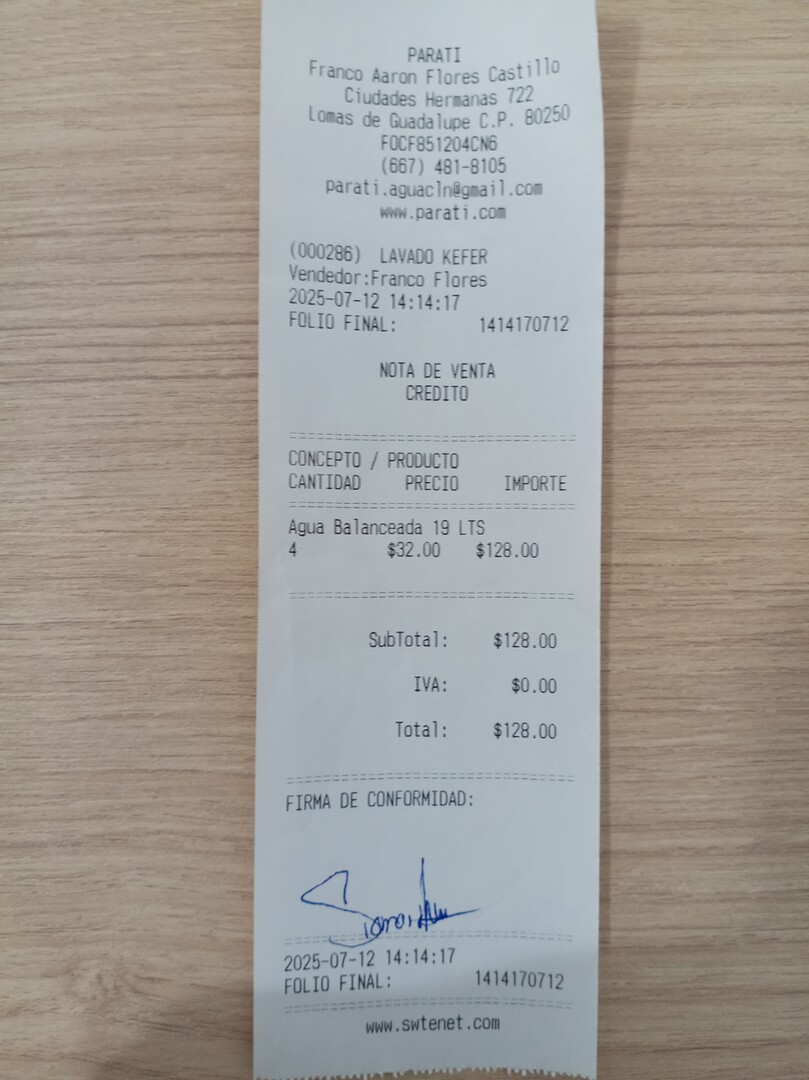 PARATI
Franco Aaron Flores Castillo
Ciudades Hermanas 722
Lomas de Guadalupe C.P. 80250
FOCF851204CN6
(667) 481-8105
parati.aguacln@gmail.com
www.parati.com
(000286) LAVADO KEFER
Vendedor:Franco Flores
2025-07-12 14:14:17
FOLIO FINAL: 1414170712
NOTA DE VENTA
CREDITO
CONCEPTO / PRODUCTO
CANTIDAD PRECIO IMPORTE
Agua Balanceada 19 LTS
4 $32.00 $128.00
SubTotal: $128.00
IVA: $0.00
Total: $128.00
FIRMA DE CONFORMIDAD:
2025-07-12 14:14:17
FOLIO FINAL: 1414170712
www.swtenet.com